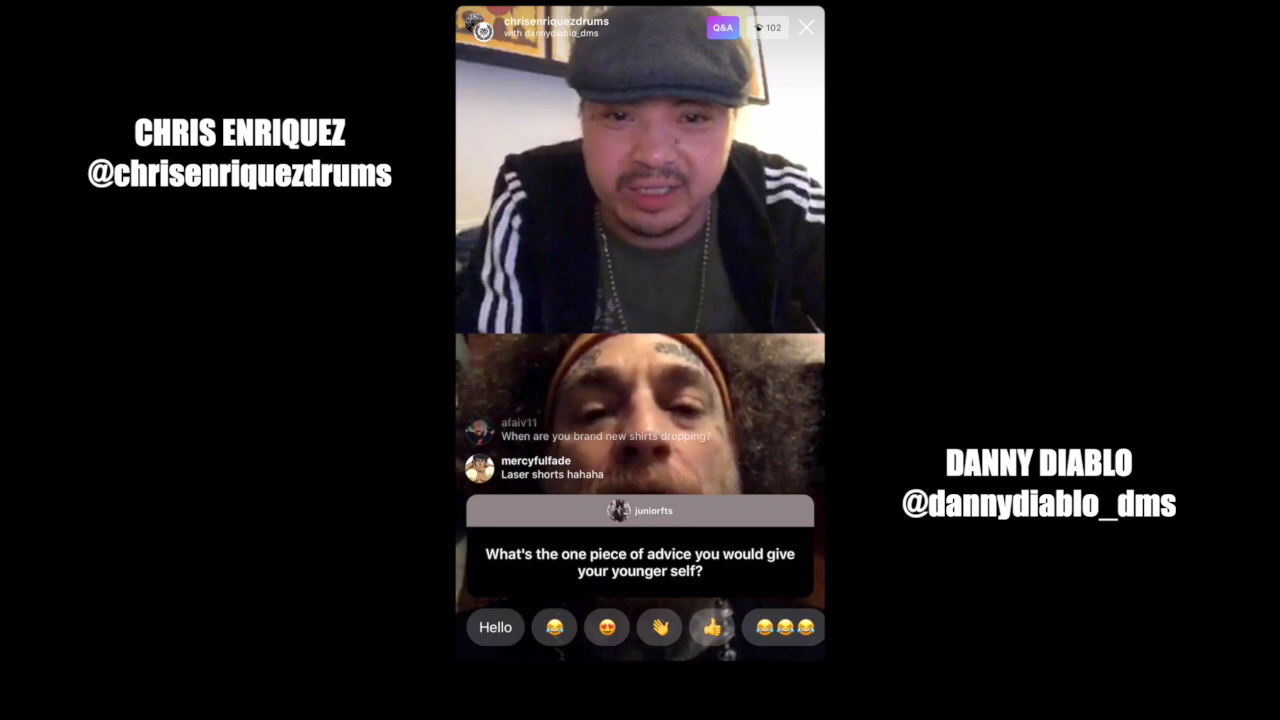 chrisenriquezdrums
with dannydiablo_dms
Q&A
102
CHRIS ENRIQUEZ
@chrisenriquezdrums
afaiv11
When are you brand new shirts dropping?
mercyfulfade
Laser shorts hahaha
DANNY DIABLO
@dannydiablo_dms
juniorfts
What's the one piece of advice you would give
your younger self?
Hello